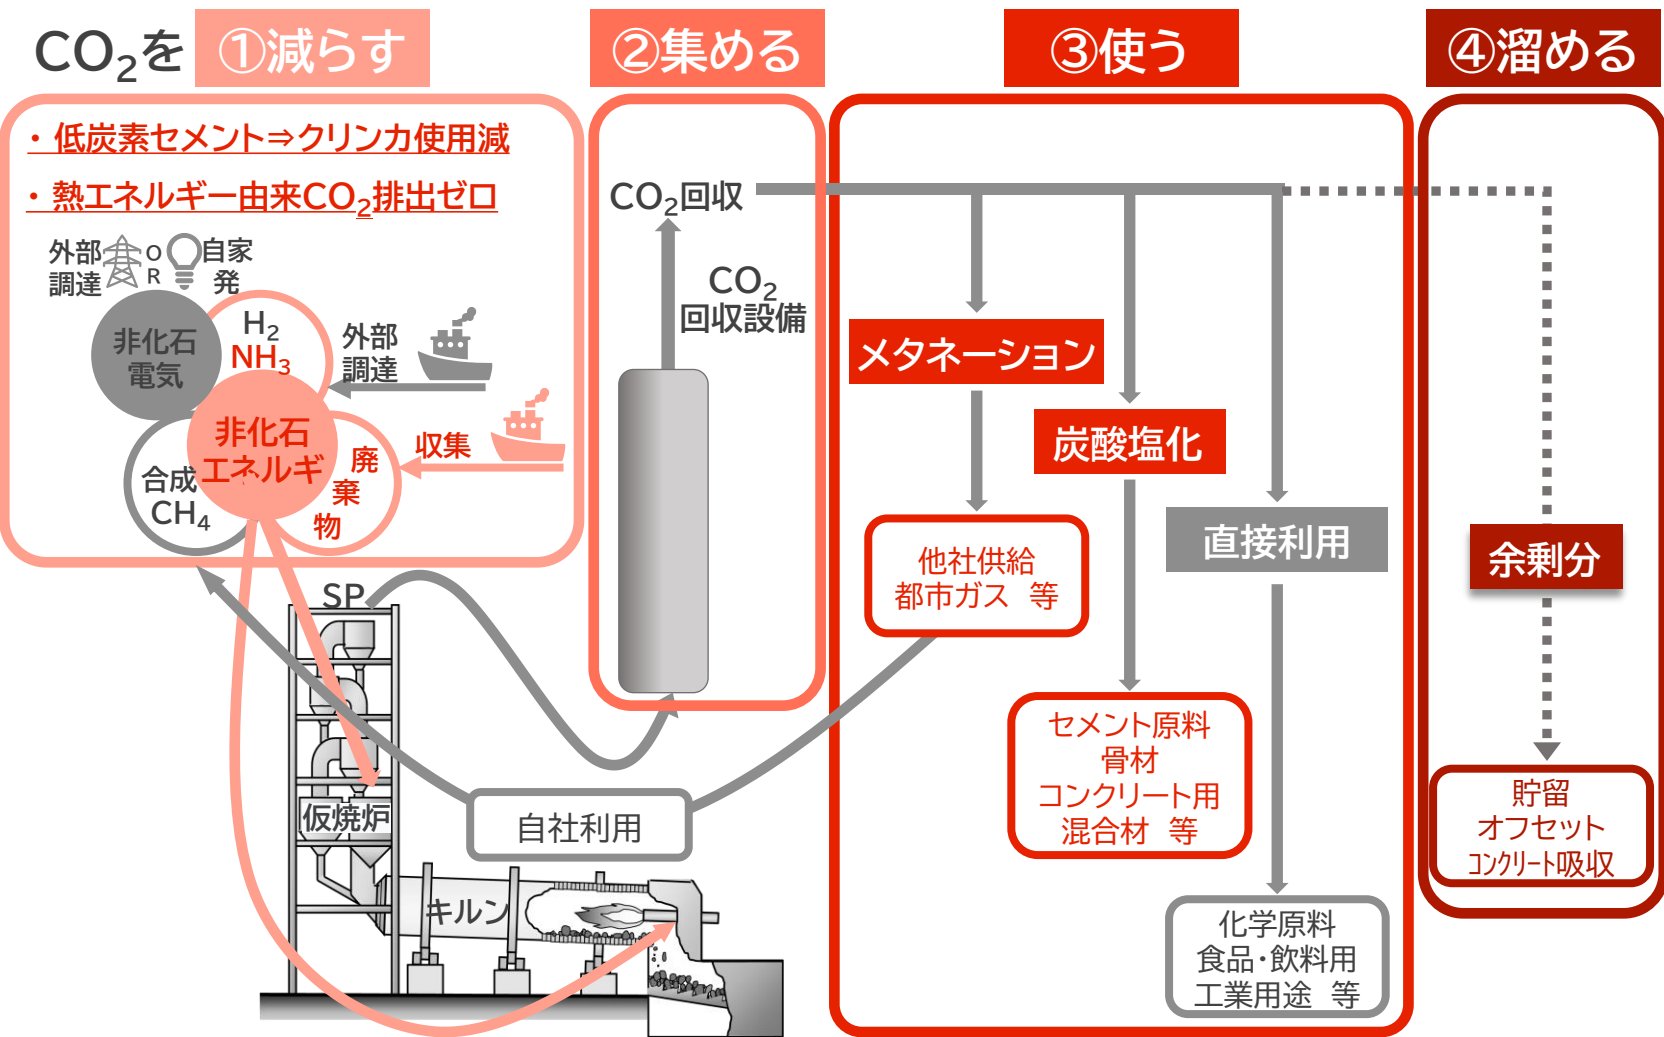 CO₂を
①減らす
②集める
③使う
④溜める
・低炭素セメント⇒クリンカ使用減
・熱エネルギー由来CO₂排出ゼロ
外部
調達
O
R
自家
発
非化石
電気
H₂
NH₃
外部
調達
非化石
エネルギ
収集
廃
棄
物
合成
CH₄
SP
仮焼炉
キルン
自社利用
CO₂回収
CO₂
回収設備
メタネーション
炭酸塩化
直接利用
他社供給
都市ガス 等
セメント原料
骨材
コンクリート用
混合材 等
化学原料
食品・飲料用
工業用途 等
余剰分
貯留
オフセット
コンクリート吸収